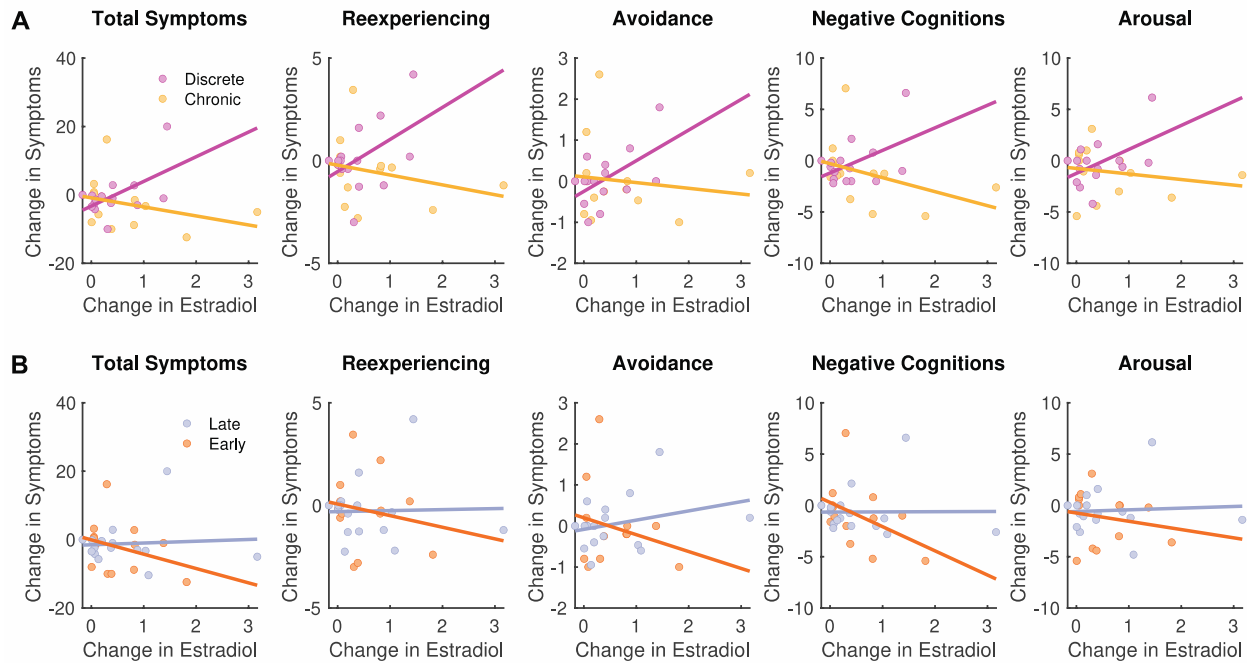 A
Total Symptoms
Reexperiencing
Avoidance
Negative Cognitions
Arousal
Change in Symptoms
40
20
0
-20
Discrete
Chronic
0 1 2 3
Change in Estradiol
Change in Symptoms
5
0
-5
0 1 2 3
Change in Estradiol
Change in Symptoms
3
2
1
0
-1
-2
0 1 2 3
Change in Estradiol
Change in Symptoms
10
5
0
-5
-10
0 1 2 3
Change in Estradiol
Change in Symptoms
10
5
0
-5
-10
0 1 2 3
Change in Estradiol
B
Total Symptoms
Reexperiencing
Avoidance
Negative Cognitions
Arousal
Change in Symptoms
40
20
0
-20
Late
Early
0 1 2 3
Change in Estradiol
Change in Symptoms
5
0
-5
0 1 2 3
Change in Estradiol
Change in Symptoms
3
2
1
0
-1
-2
0 1 2 3
Change in Estradiol
Change in Symptoms
10
5
0
-5
-10
0 1 2 3
Change in Estradiol
Change in Symptoms
10
5
0
-5
-10
0 1 2 3
Change in Estradiol